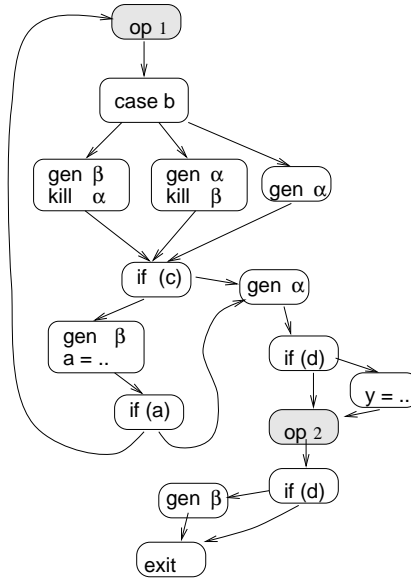 op 1
case b
gen β
kill α
gen α
kill β
gen α
if (c)
gen α
gen β
a = ..
if (d)
if (a)
y = ..
op 2
if (d)
gen β
exit